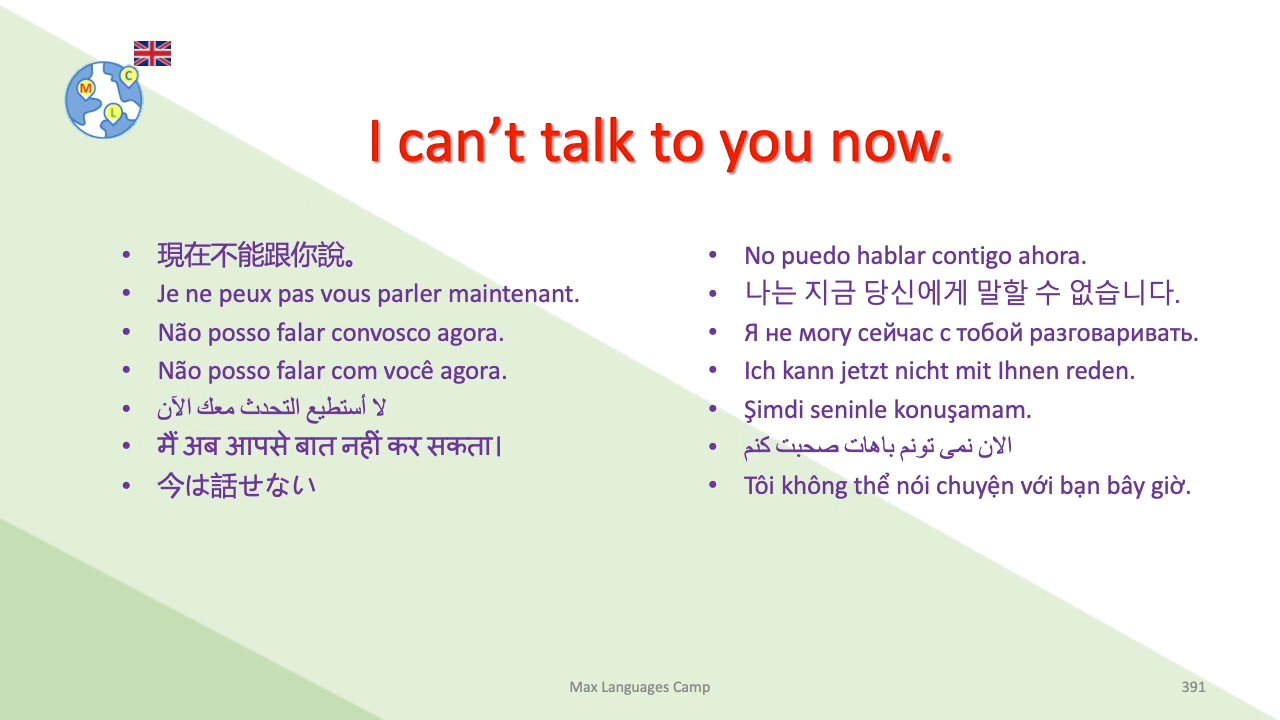 M
C
L
I can’t talk to you now.
• 現在不能跟你說。
• Je ne peux pas vous parler maintenant.
• Não posso falar convosco agora.
• Não posso falar com você agora.
• لا أستطيع التحدث معك الآن
• मैं अब आपसे बात नहीं कर सकता।
• 今は話せない
• No puedo hablar contigo ahora.
• 나는 지금 당신에게 말할 수 없습니다.
• Я не могу сейчас с тобой разговаривать.
• Ich kann jetzt nicht mit Ihnen reden.
• Şimdi seninle konuşamam.
• الان نمی تونم باهات صحبت کنم
• Tôi không thể nói chuyện với bạn bây giờ.
Max Languages Camp
391